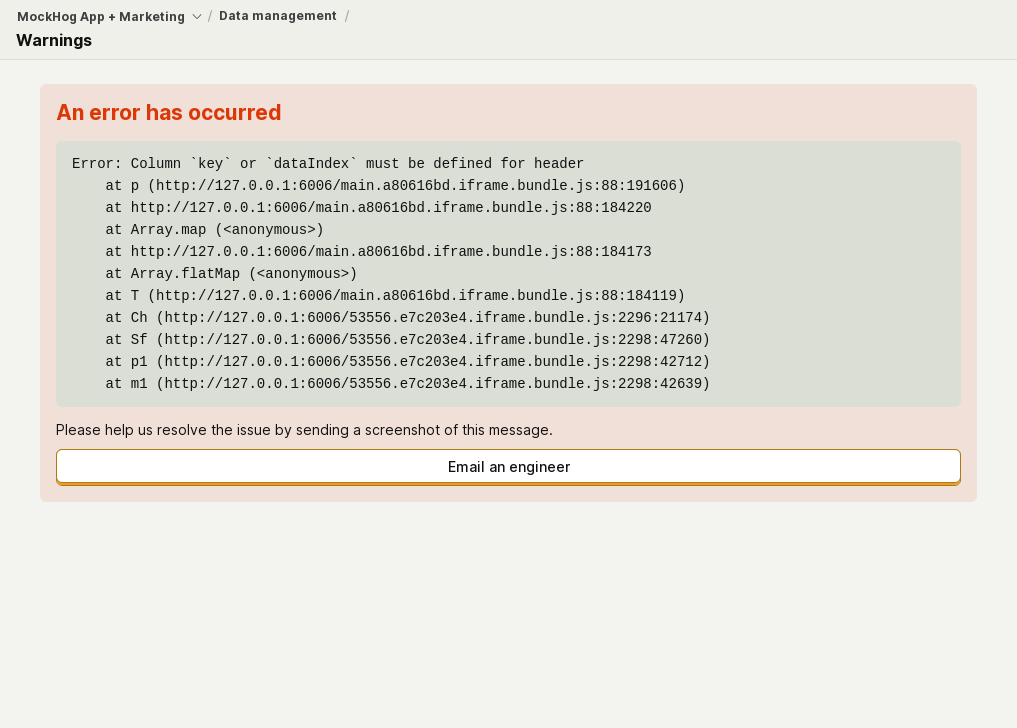 MockHog App + Marketing / Data management /
Warnings
An error has occurred
Error: Column `key` or `dataIndex` must be defined for header
    at p (http://127.0.0.1:6006/main.a80616bd.iframe.bundle.js:88:191606)
    at http://127.0.0.1:6006/main.a80616bd.iframe.bundle.js:88:184220
    at Array.map (<anonymous>)
    at http://127.0.0.1:6006/main.a80616bd.iframe.bundle.js:88:184173
    at Array.flatMap (<anonymous>)
    at T (http://127.0.0.1:6006/main.a80616bd.iframe.bundle.js:88:184119)
    at Ch (http://127.0.0.1:6006/53556.e7c203e4.iframe.bundle.js:2296:21174)
    at Sf (http://127.0.0.1:6006/53556.e7c203e4.iframe.bundle.js:2298:47260)
    at p1 (http://127.0.0.1:6006/53556.e7c203e4.iframe.bundle.js:2298:42712)
    at m1 (http://127.0.0.1:6006/53556.e7c203e4.iframe.bundle.js:2298:42639)
Please help us resolve the issue by sending a screenshot of this message.
Email an engineer